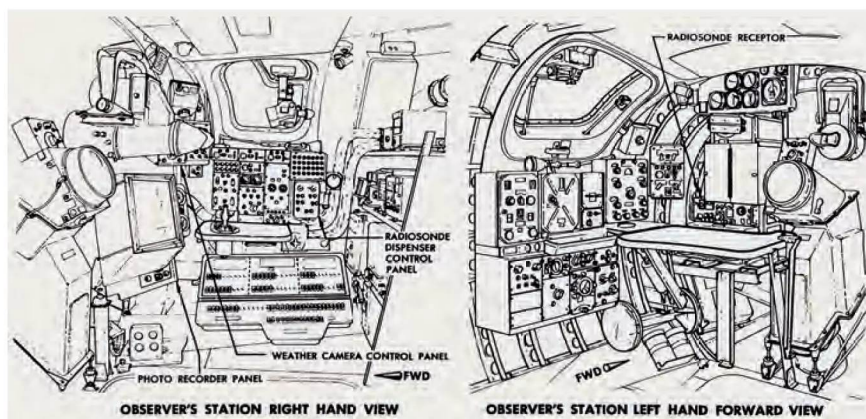 RADIOSONDE
DISPENSER
CONTROL
PANEL
WEATHER CAMERA CONTROL PANEL
PHOTO RECORDER PANEL
FWD
OBSERVER'S STATION RIGHT HAND VIEW
RADIOSONDE RECEPTOR
FWD
OBSERVER'S STATION LEFT HAND FORWARD VIEW